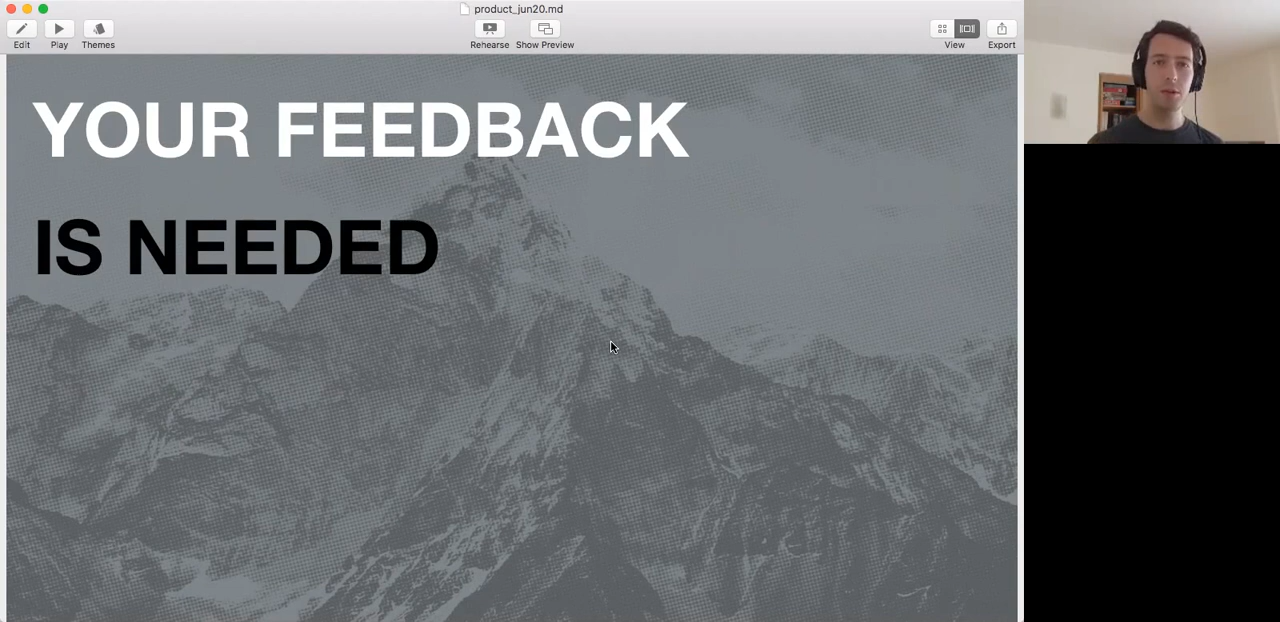 product_jun20.md
Edit Play Themes Rehearse Show Preview View Export
YOUR FEEDBACK
IS NEEDED